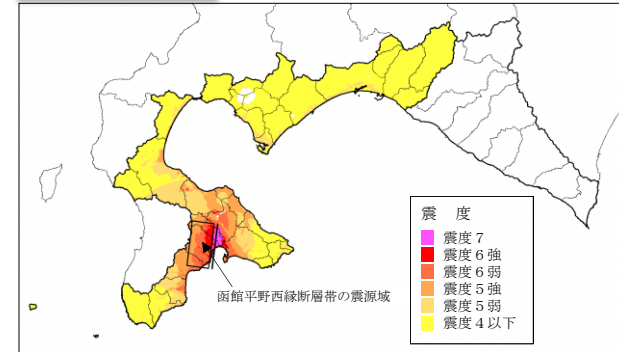 震 度
震度7
震度6強
震度6弱
震度5強
震度5弱
震度4以下
函館平野西縁断層帯の震源域